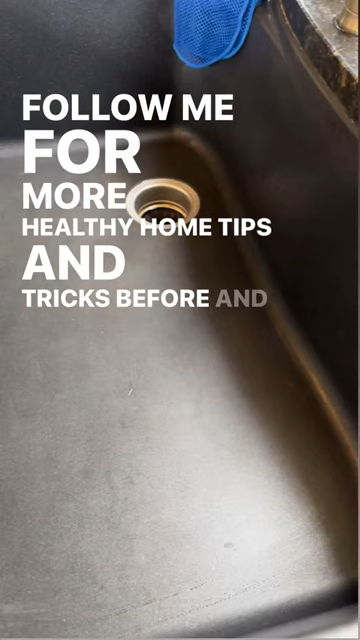 FOLLOW ME
FOR
MORE
HEALTHY HOME TIPS
AND
TRICKS BEFORE AND